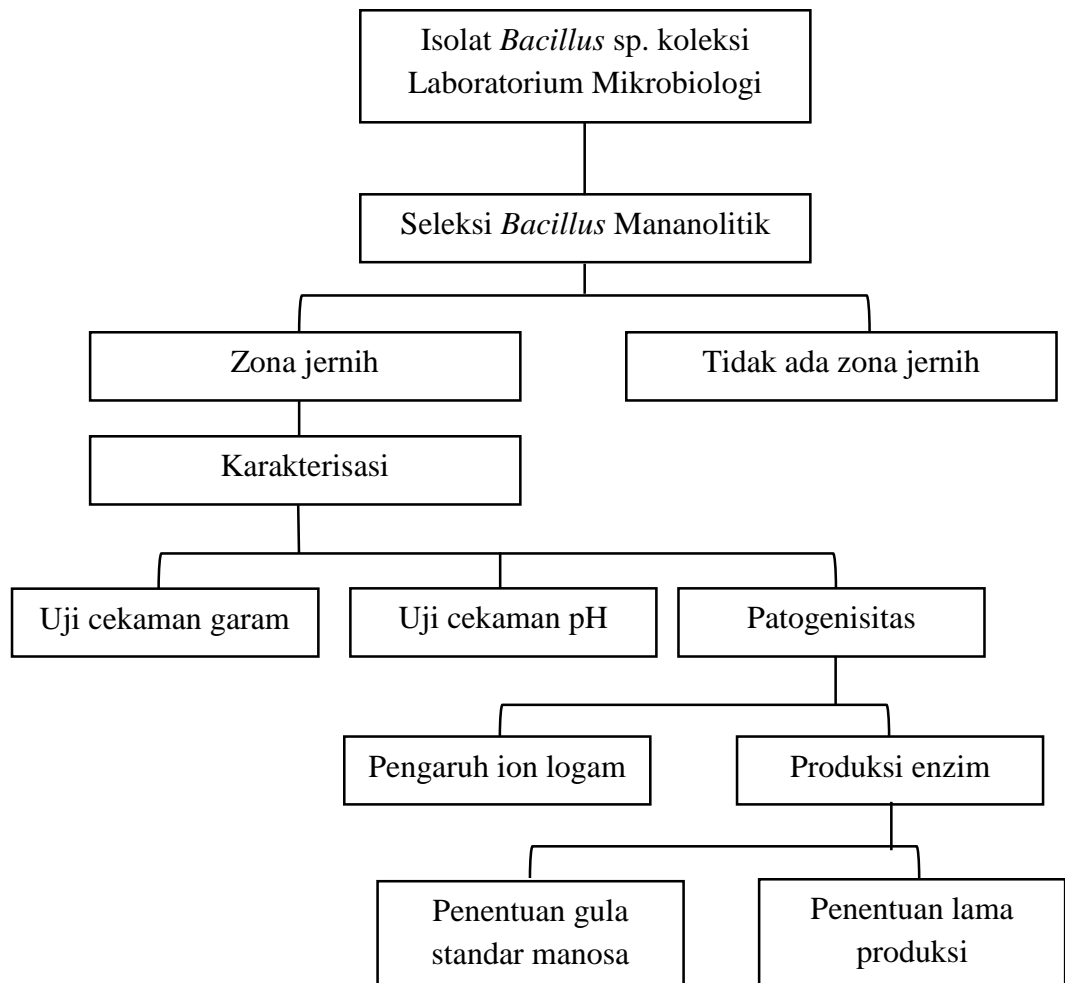 Isolat Bacillus sp. koleksi
Laboratorium Mikrobiologi
Seleksi Bacillus Mananolitik
Zona jernih
Tidak ada zona jernih
Karakterisasi
Uji cekaman garam
Uji cekaman pH
Patogenisitas
Pengaruh ion logam
Produksi enzim
Penentuan gula
standar manosa
Penentuan lama
produksi